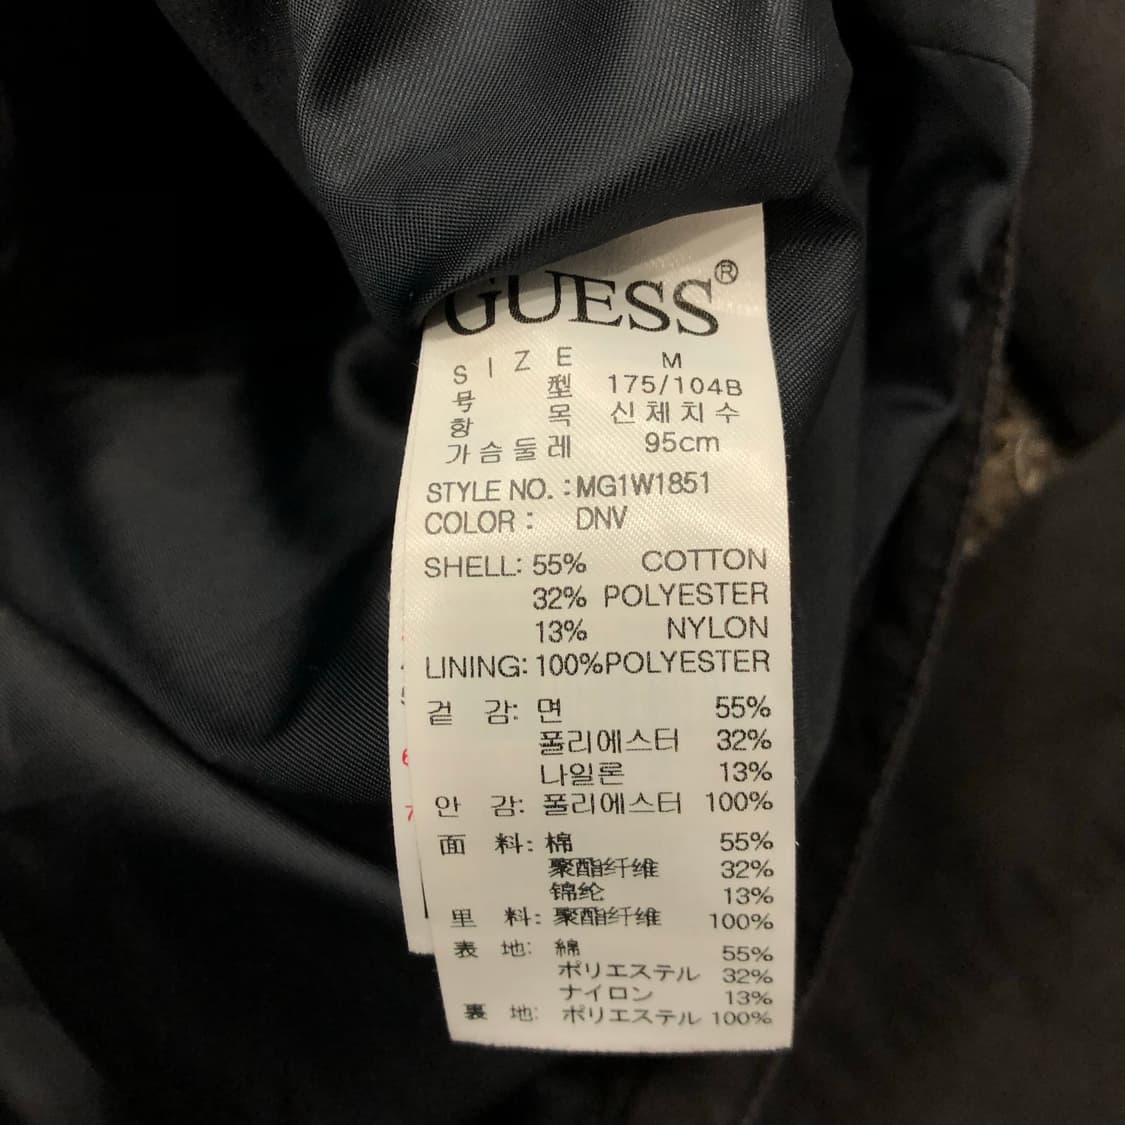 GUESS®
SIZE M
号 型 175/104B
항 목 신체치수
가슴둘레 95cm
STYLE NO. : MG1W1851
COLOR : DNV
SHELL: 55% COTTON
32% POLYESTER
13% NYLON
LINING: 100%POLYESTER
겉 감: 면 55%
폴리에스터 32%
나일론 13%
안 감: 폴리에스터 100%
面 料: 棉 55%
聚酯纤维 32%
锦纶 13%
里 料: 聚酯纤维 100%
表 地: 綿 55%
ポリエステル 32%
ナイロン 13%
裏 地: ポリエステル 100%
6
7